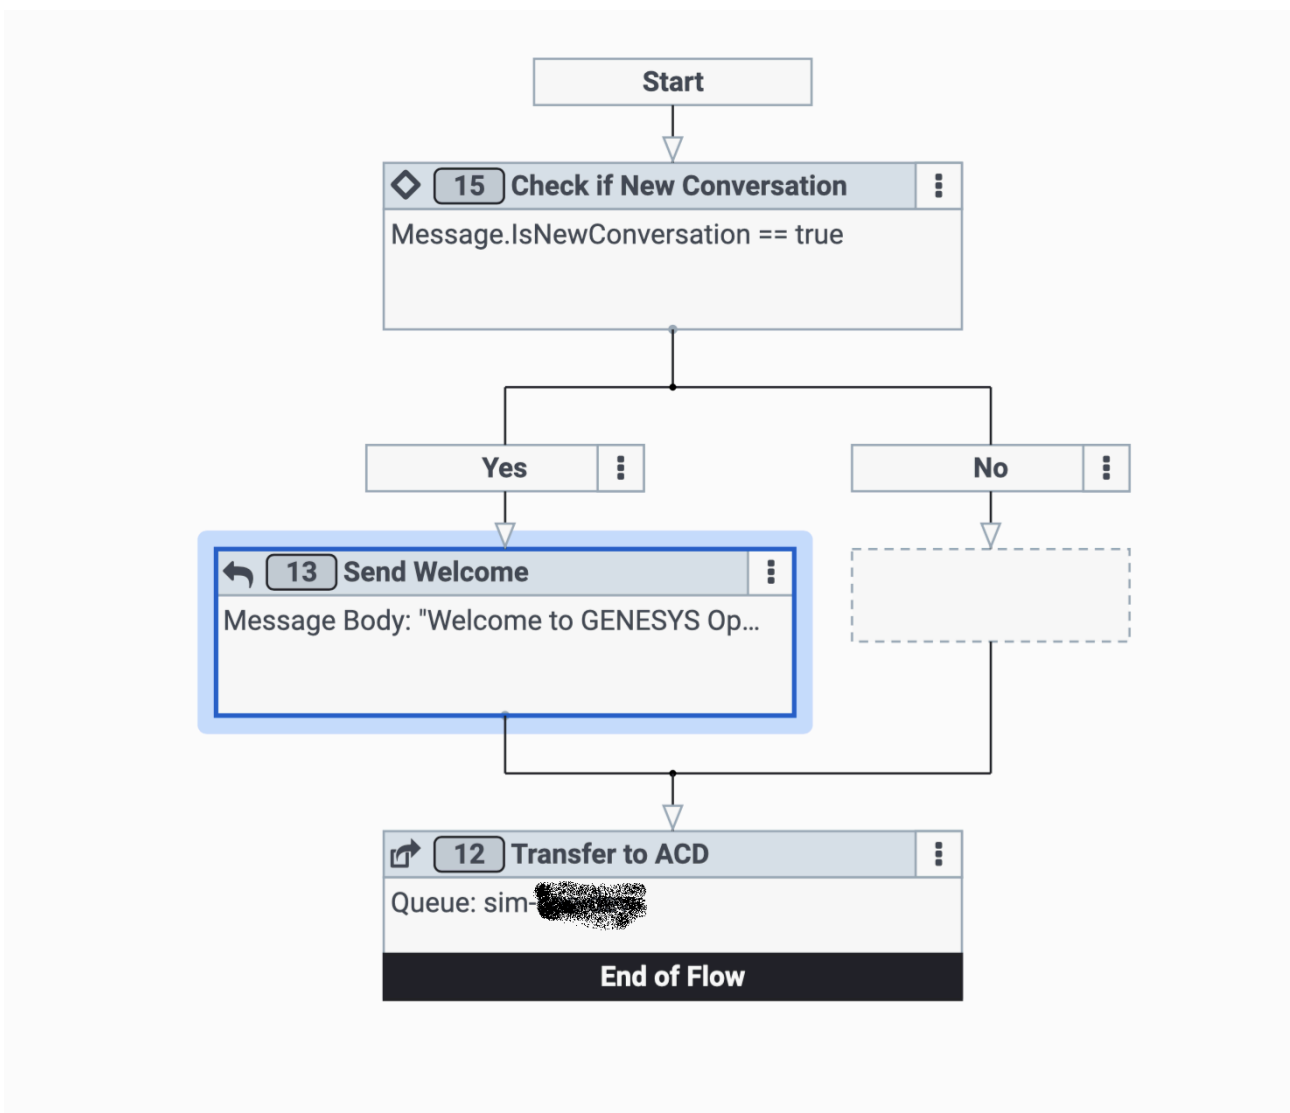 Start
15 Check if New Conversation
Message.IsNewConversation == true
Yes
No
13 Send Welcome
Message Body: "Welcome to GENESYS Op...
12 Transfer to ACD
Queue: sim-
End of Flow